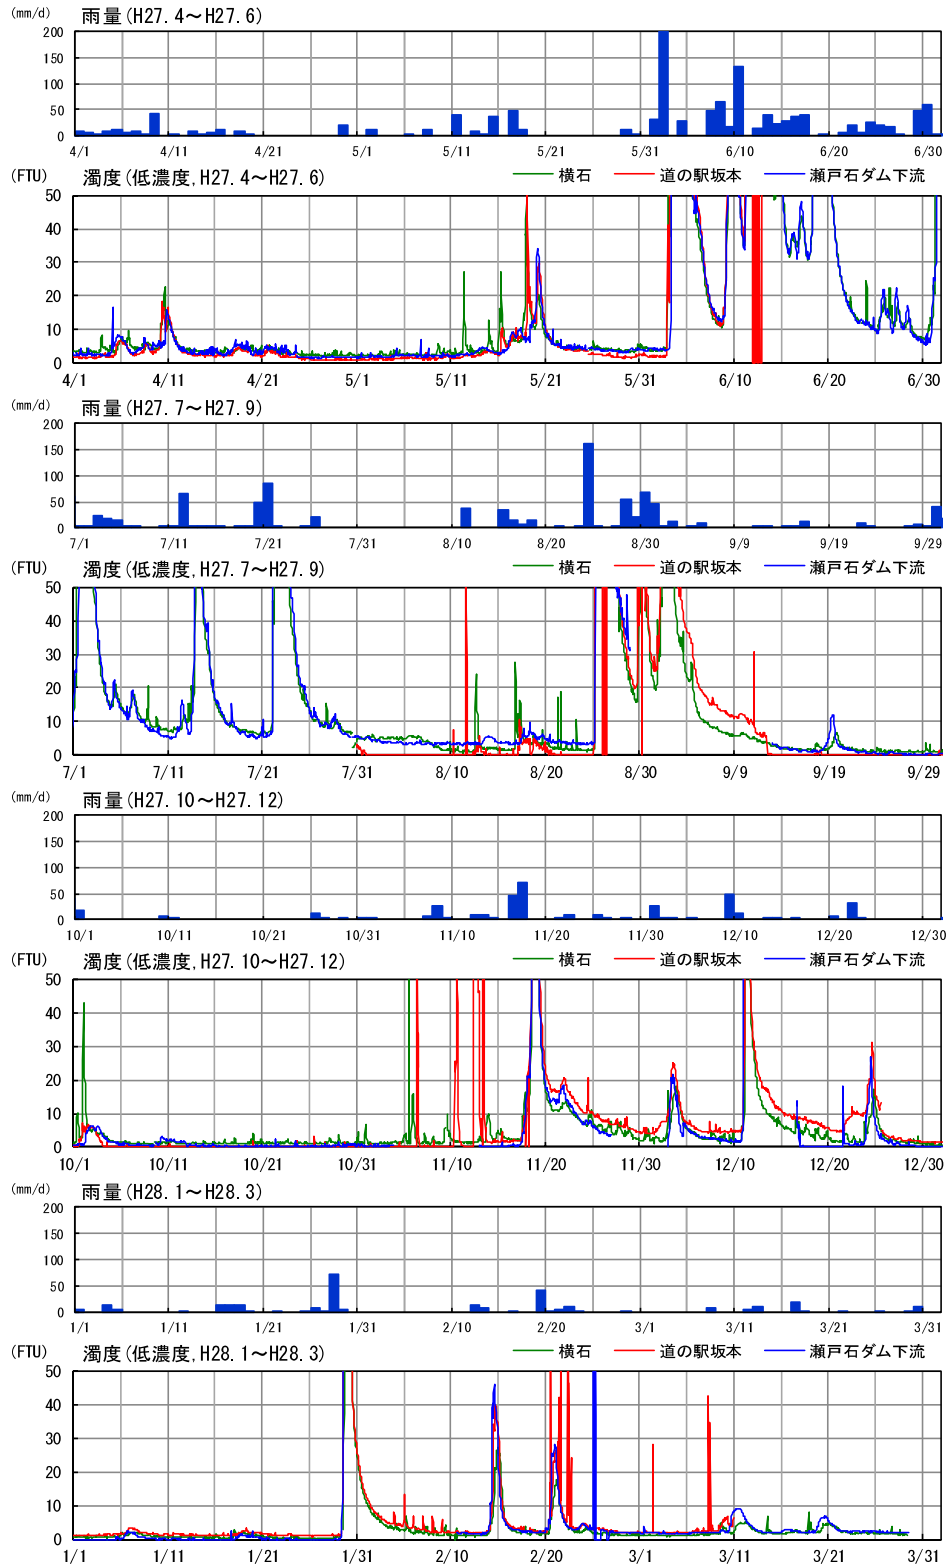 (mm/d) 雨量(H27.4～H27.6)
200
150
100
50
0
4/1 4/11 4/21 5/1 5/11 5/21 5/31 6/10 6/20 6/30
(FTU) 濁度(低濃度,H27.4～H27.6) 横石 道の駅坂本 瀬戸石ダム下流
50
40
30
20
10
0
4/1 4/11 4/21 5/1 5/11 5/21 5/31 6/10 6/20 6/30
(mm/d) 雨量(H27.7～H27.9)
200
150
100
50
0
7/1 7/11 7/21 7/31 8/10 8/20 8/30 9/9 9/19 9/29
(FTU) 濁度(低濃度,H27.7～H27.9) 横石 道の駅坂本 瀬戸石ダム下流
50
40
30
20
10
0
7/1 7/11 7/21 7/31 8/10 8/20 8/30 9/9 9/19 9/29
(mm/d) 雨量(H27.10～H27.12)
200
150
100
50
0
10/1 10/11 10/21 10/31 11/10 11/20 11/30 12/10 12/20 12/30
(FTU) 濁度(低濃度,H27.10～H27.12) 横石 道の駅坂本 瀬戸石ダム下流
50
40
30
20
10
0
10/1 10/11 10/21 10/31 11/10 11/20 11/30 12/10 12/20 12/30
(mm/d) 雨量(H28.1～H28.3)
200
150
100
50
0
1/1 1/11 1/21 1/31 2/10 2/20 3/1 3/11 3/21 3/31
(FTU) 濁度(低濃度,H28.1～H28.3) 横石 道の駅坂本 瀬戸石ダム下流
50
40
30
20
10
0
1/1 1/11 1/21 1/31 2/10 2/20 3/1 3/11 3/21 3/31